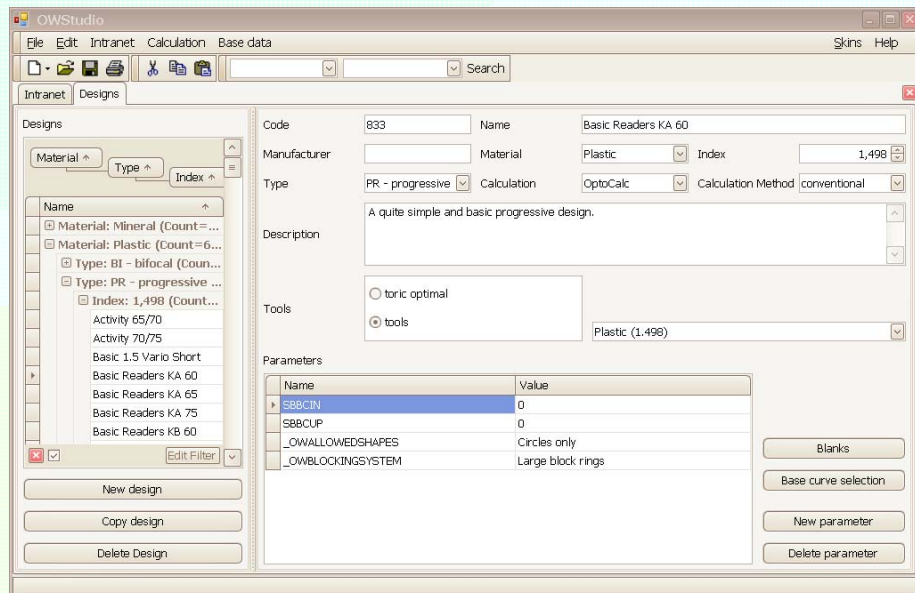 OWStudio
File Edit Intranet Calculation Base data Skins Help
Search
Intranet Designs
Designs
Material
Type
Index
Name
Material: Mineral (Count=...
Material: Plastic (Count=6...
Type: BI - bifocal (Coun...
Type: PR - progressive ...
Index: 1,498 (Count...
Activity 65/70
Activity 70/75
Basic 1.5 Vario Short
Basic Readers KA 60
Basic Readers KA 65
Basic Readers KA 75
Basic Readers KB 60
Edit Filter
New design
Copy design
Delete Design
Code 833 Name Basic Readers KA 60
Manufacturer Material Plastic Index 1,498
Type PR - progressive Calculation OptoCalc Calculation Method conventional
Description A quite simple and basic progressive design.
Tools
toric optimal
tools
Plastic (1.498)
Parameters
Name Value
SBBCIN 0
SBBCUP 0
_OWALLOWEDSHAPES Circles only
_OWBLOCKINGSYSTEM Large block rings
Blanks
Base curve selection
New parameter
Delete parameter